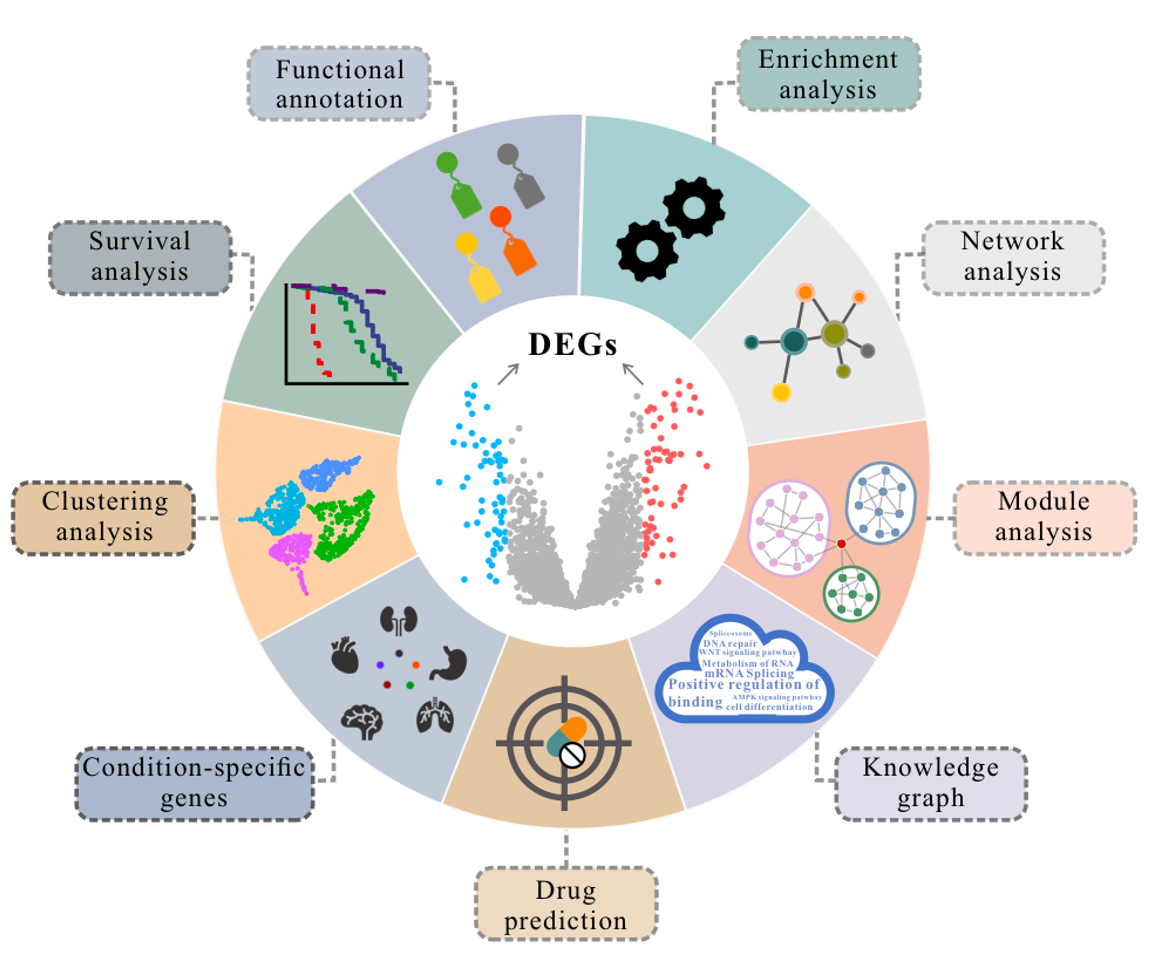 Functional
annotation
Enrichment
analysis
Survival
analysis
Network
analysis
DEGs
Clustering
analysis
Module
analysis
Spliceosome
DNA repair
WNT signaling patwhay
Metabolism of RNA
mRNA Splicing
Positive regulation of
binding
AMPK signaling patwhay
cell differentiation
Condition-specific
genes
Knowledge
graph
Drug
prediction